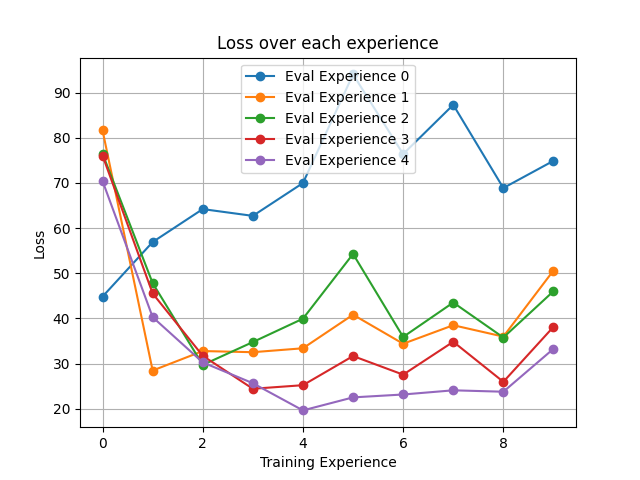 Loss over each experience
Eval Experience 0
Eval Experience 1
Eval Experience 2
Eval Experience 3
Eval Experience 4
90
80
70
60
50
40
30
20
Loss
0 2 4 6 8
Training Experience